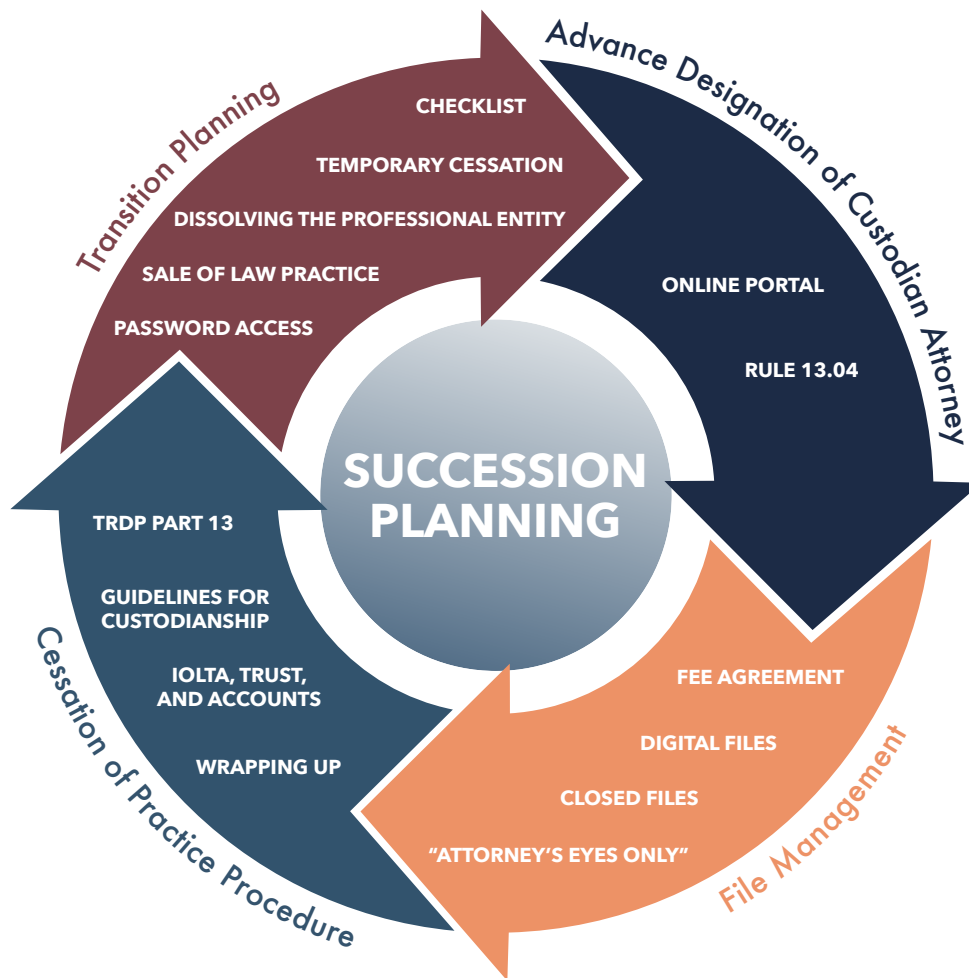 Transition Planning
CHECKLIST
TEMPORARY CESSATION
DISSOLVING THE PROFESSIONAL ENTITY
SALE OF LAW PRACTICE
PASSWORD ACCESS
Advance Designation of Custodian Attorney
ONLINE PORTAL
RULE 13.04
SUCCESSION
PLANNING
File Management
FEE AGREEMENT
DIGITAL FILES
CLOSED FILES
“ATTORNEY’S EYES ONLY”
Cessation of Practice Procedure
TRDP PART 13
GUIDELINES FOR
CUSTODIANSHIP
IOLTA, TRUST,
AND ACCOUNTS
WRAPPING UP